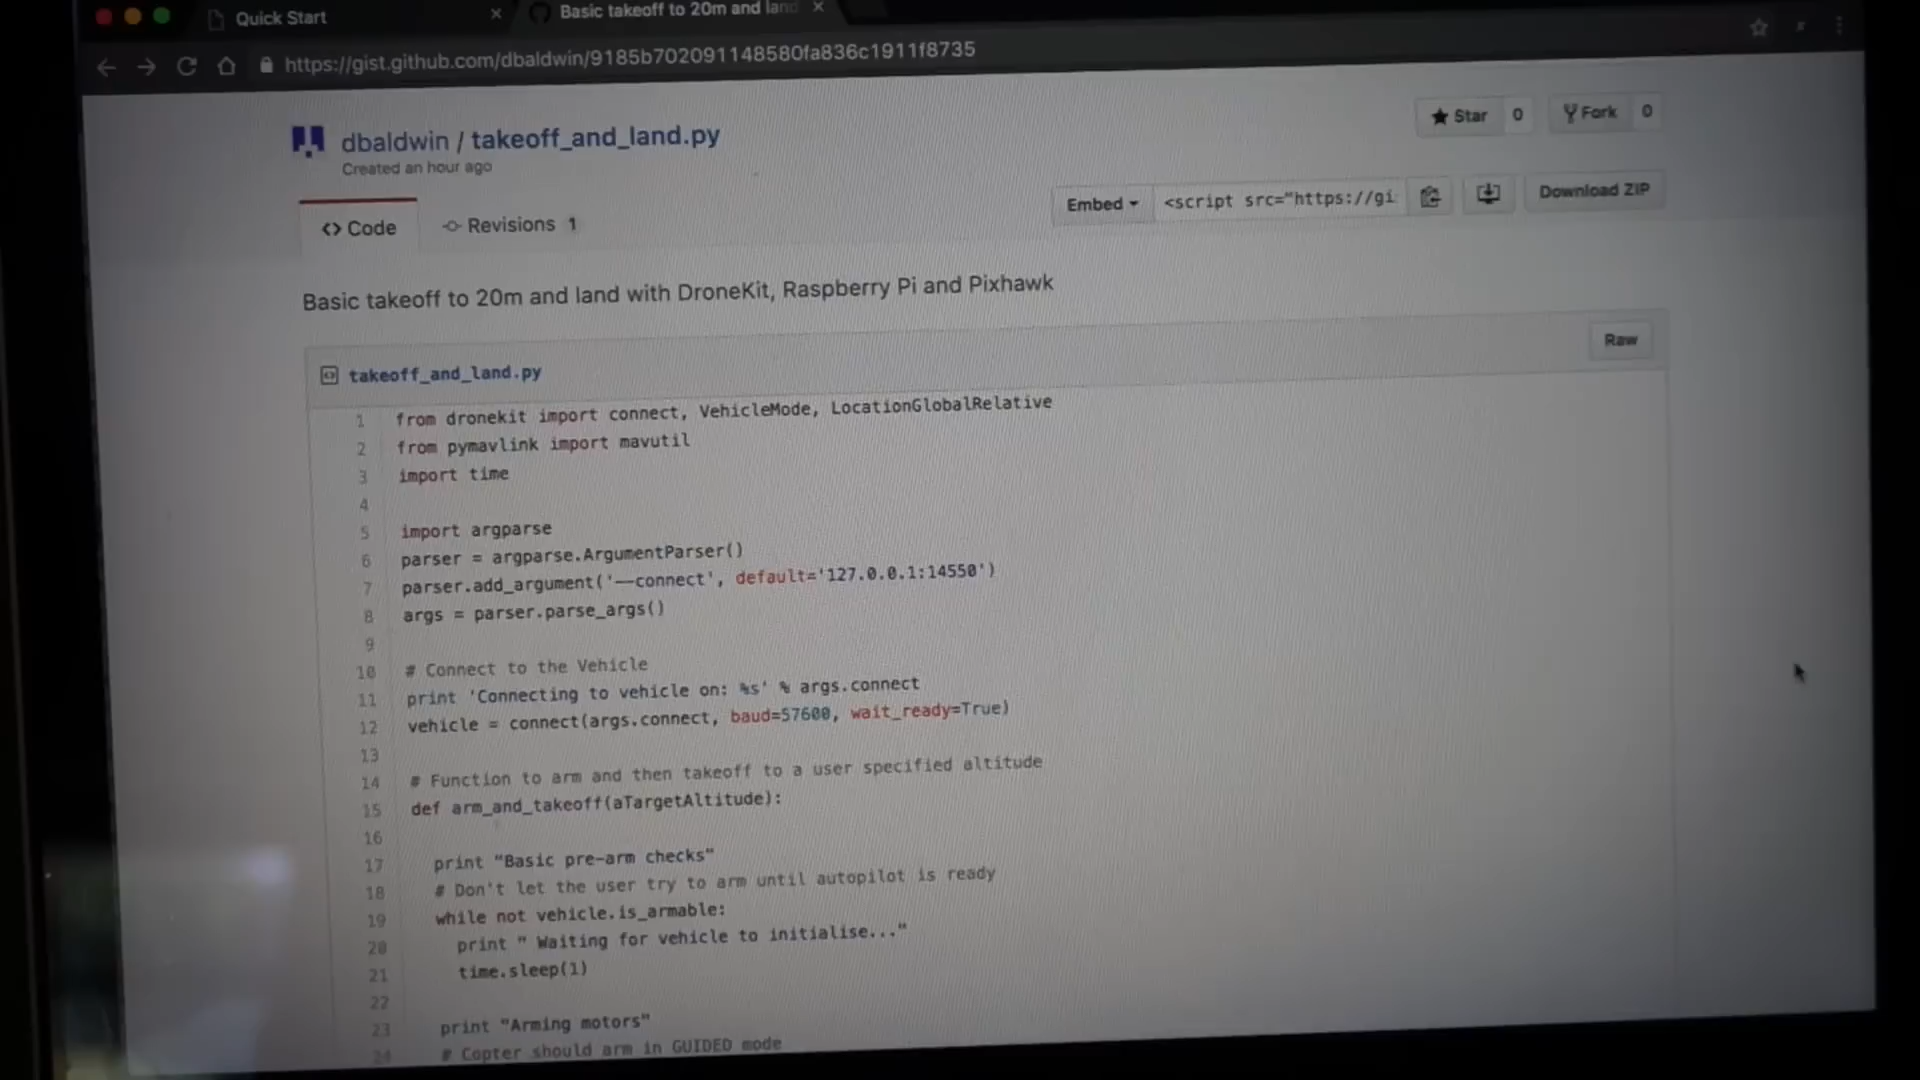 Quick Start
Basic takeoff to 20m and land
https://gist.github.com/dbaldwin/9185b702091148580fa836c1911f8735
dbaldwin / takeoff_and_land.py
Created an hour ago
Star 0
Fork 0
Code
Revisions 1
Embed
<script src="https://gi
Download ZIP
Basic takeoff to 20m and land with DroneKit, Raspberry Pi and Pixhawk
takeoff_and_land.py
Raw
1 from dronekit import connect, VehicleMode, LocationGlobalRelative
2 from pymavlink import mavutil
3 import time
4
5 import argparse
6 parser = argparse.ArgumentParser()
7 parser.add_argument('--connect', default='127.0.0.1:14550')
8 args = parser.parse_args()
9
10 # Connect to the Vehicle
11 print 'Connecting to vehicle on: %s' % args.connect
12 vehicle = connect(args.connect, baud=57600, wait_ready=True)
13
14 # Function to arm and then takeoff to a user specified altitude
15 def arm_and_takeoff(aTargetAltitude):
16
17 print "Basic pre-arm checks"
18 # Don't let the user try to arm until autopilot is ready
19 while not vehicle.is_armable:
20 print " Waiting for vehicle to initialise..."
21 time.sleep(1)
22
23 print "Arming motors"
24 # Copter should arm in GUIDED mode